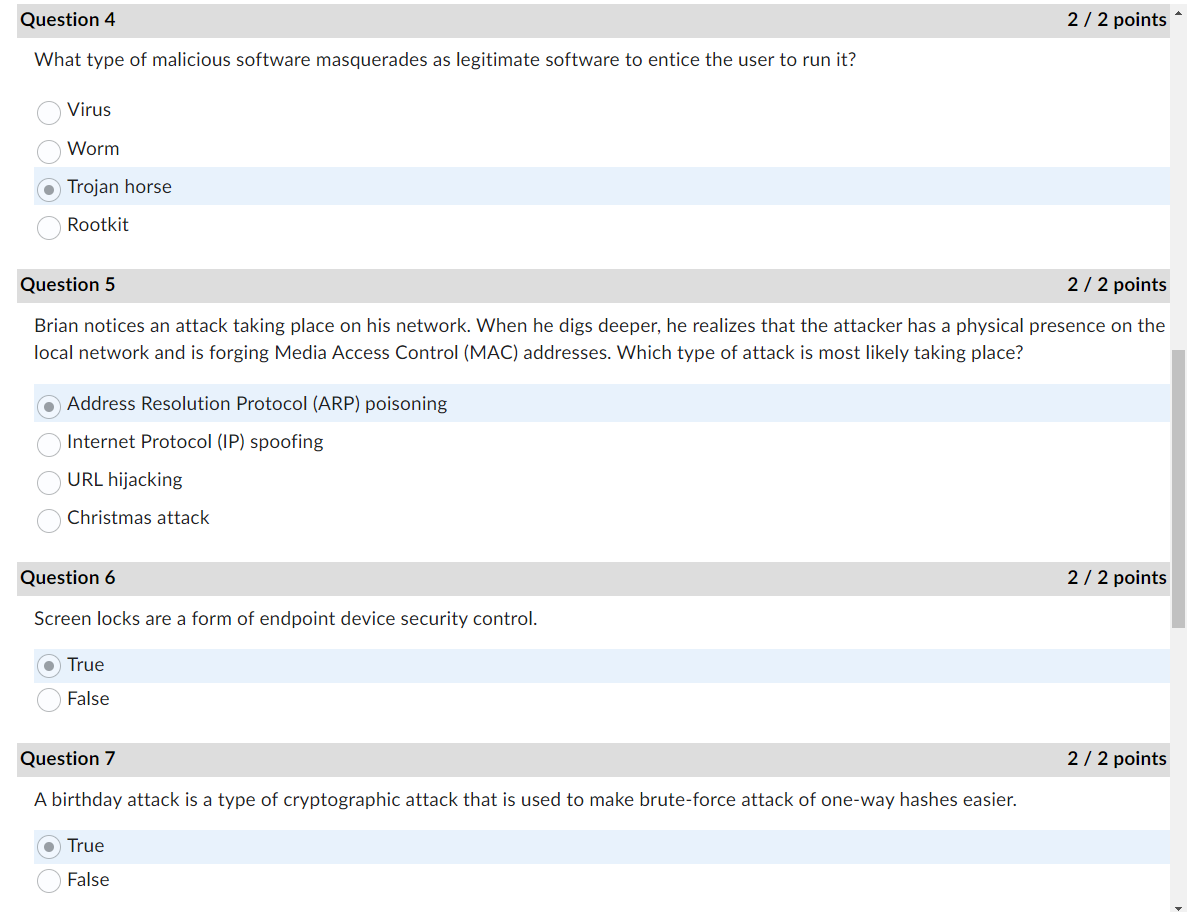 Question 4 2 / 2 points
What type of malicious software masquerades as legitimate software to entice the user to run it?
Virus
Worm
Trojan horse
Rootkit
Question 5 2 / 2 points
Brian notices an attack taking place on his network. When he digs deeper, he realizes that the attacker has a physical presence on the
local network and is forging Media Access Control (MAC) addresses. Which type of attack is most likely taking place?
Address Resolution Protocol (ARP) poisoning
Internet Protocol (IP) spoofing
URL hijacking
Christmas attack
Question 6 2 / 2 points
Screen locks are a form of endpoint device security control.
True
False
Question 7 2 / 2 points
A birthday attack is a type of cryptographic attack that is used to make brute-force attack of one-way hashes easier.
True
False